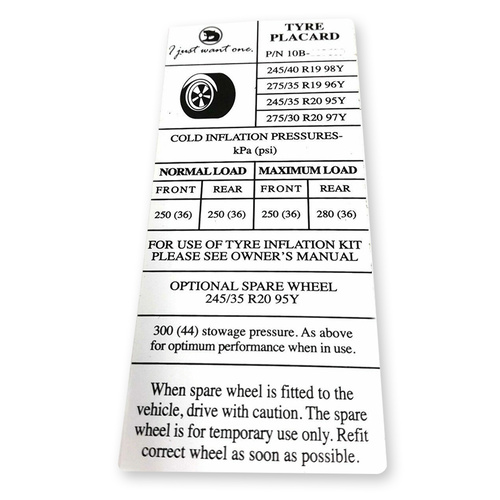 TYRE
PLACARD
I just want one.
P/N 10B-
245/40 R19 98Y
275/35 R19 96Y
245/35 R20 95Y
275/30 R20 97Y
COLD INFLATION PRESSURES-
kPa (psi)
NORMAL LOAD MAXIMUM LOAD
FRONT REAR FRONT REAR
250 (36) 250 (36) 250 (36) 280 (36)
FOR USE OF TYRE INFLATION KIT
PLEASE SEE OWNER'S MANUAL
OPTIONAL SPARE WHEEL
245/35 R20 95Y
300 (44) stowage pressure. As above
for optimum performance when in use.
When spare wheel is fitted to the
vehicle, drive with caution. The spare
wheel is for temporary use only. Refit
correct wheel as soon as possible.